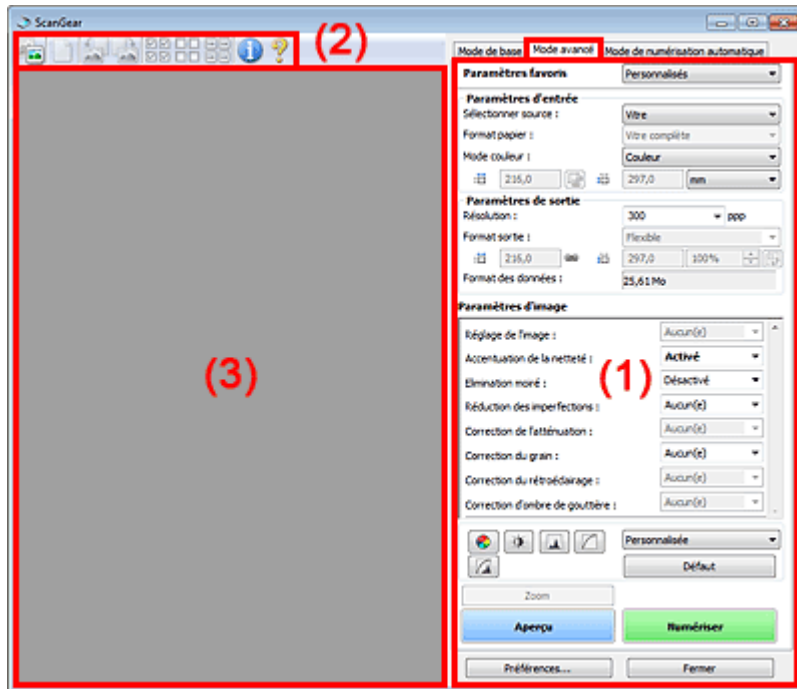 ScanGear
(2)
Mode de base Mode avancé Mode de numérisation automatique
Paramètres favoris Personnalisés
Paramètres d'entrée
Sélectionner source : Vitre
Format papier : Vitre complète
Mode couleur : Couleur
216,0 297,0 mm
Paramètres de sortie
Résolution : 300 ppp
Format sortie : Flexible
216,0 297,0 100%
Format des données : 25,61 Mo
Paramètres d'image
Réglage de l'image : Aucun(e)
Accentuation de la netteté : Activé
(3)
(1)
Elimination moiré : Désactivé
Réduction des imperfections : Aucun(e)
Correction de l'atténuation : Aucun(e)
Correction du grain : Aucun(e)
Correction du rétroéclairage : Aucun(e)
Correction d'ombre de gouttière : Aucun(e)
Personnalisée
Défaut
Zoom
Aperçu Numériser
Préférences... Fermer